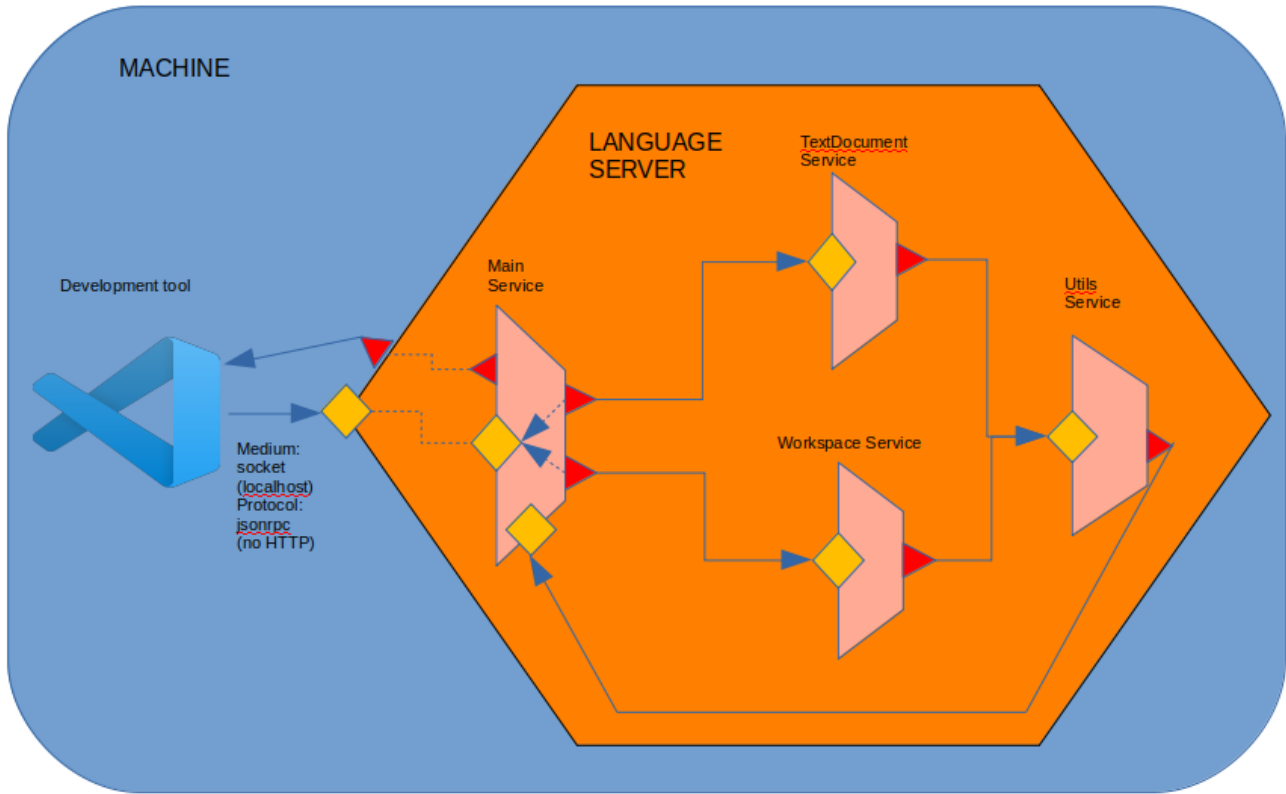 MACHINE
LANGUAGE
SERVER
TextDocument
Service
Main
Service
Development tool
Utils
Service
Medium:
socket
(localhost)
Protocol:
jsonrpc
(no HTTP)
Workspace Service